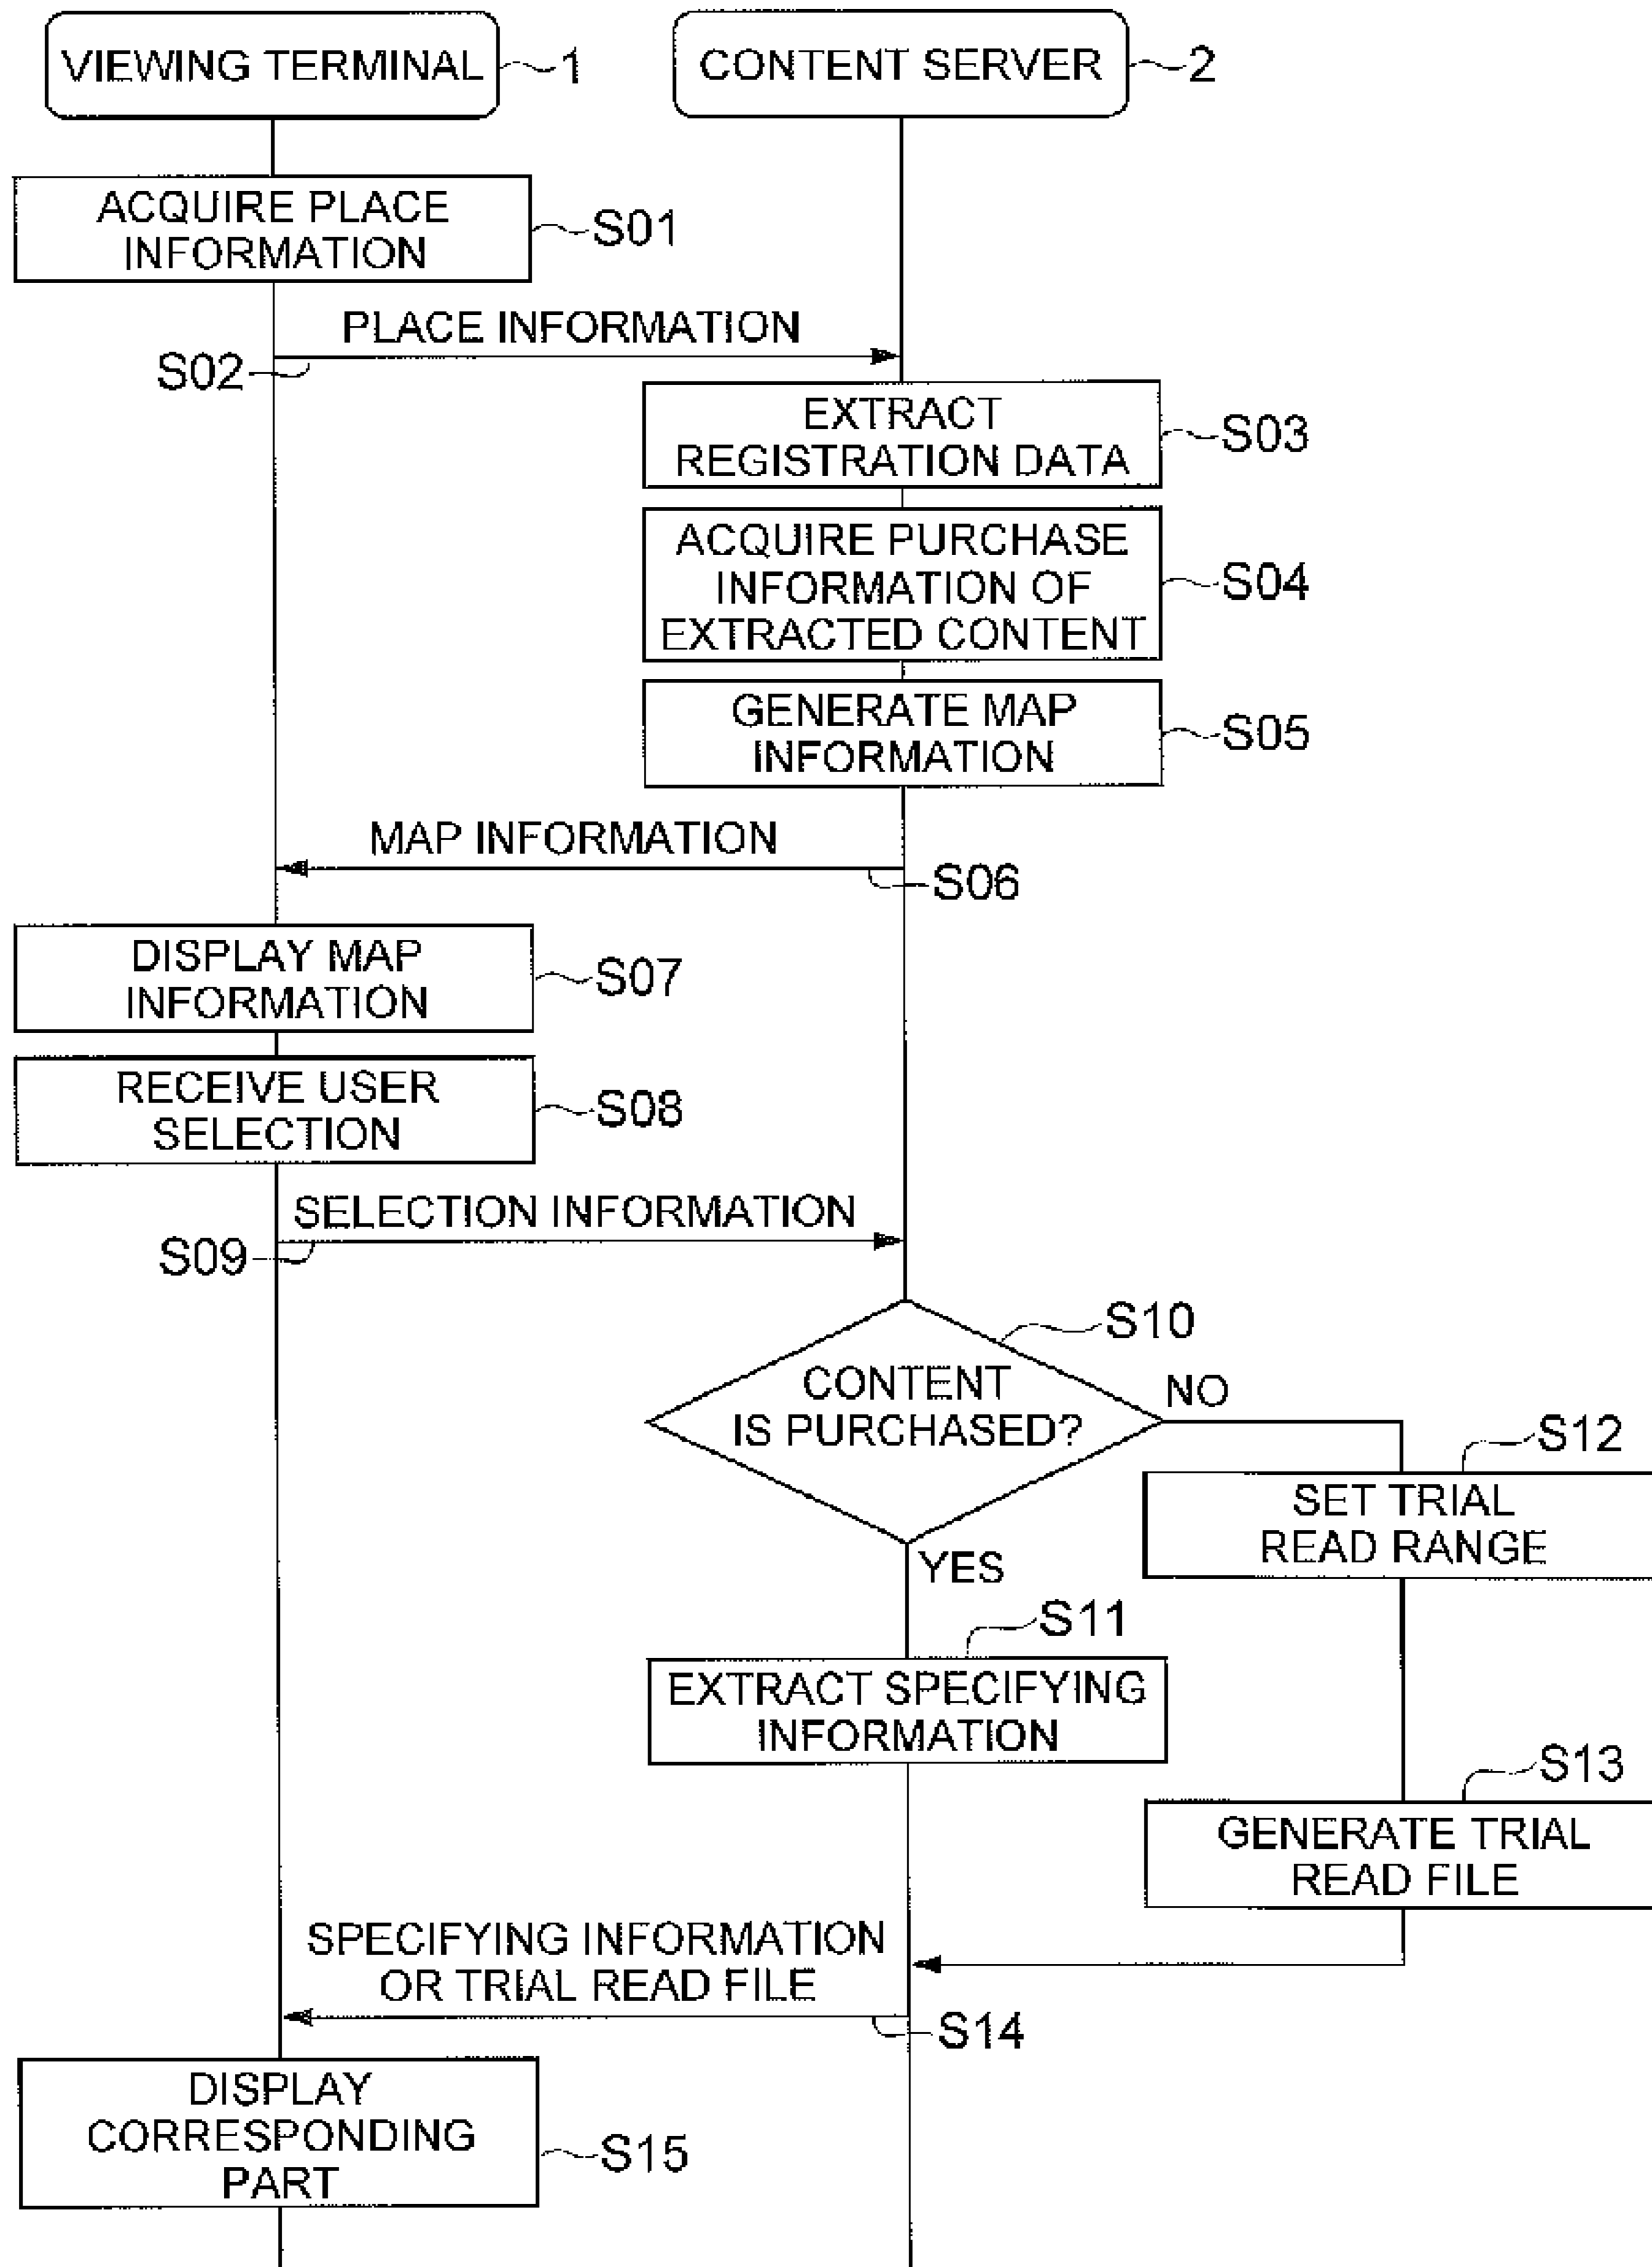 VIEWING TERMINAL 1
CONTENT SERVER 2
ACQUIRE PLACE
INFORMATION
S01
PLACE INFORMATION
S02
EXTRACT
REGISTRATION DATA
S03
ACQUIRE PURCHASE
INFORMATION OF
EXTRACTED CONTENT
S04
GENERATE MAP
INFORMATION
S05
MAP INFORMATION
S06
DISPLAY MAP
INFORMATION
S07
RECEIVE USER
SELECTION
S08
SELECTION INFORMATION
S09
S10
CONTENT
IS PURCHASED?
NO
YES
S12
SET TRIAL
READ RANGE
S11
EXTRACT SPECIFYING
INFORMATION
S13
GENERATE TRIAL
READ FILE
SPECIFYING INFORMATION
OR TRIAL READ FILE
S14
DISPLAY
CORRESPONDING
PART
S15